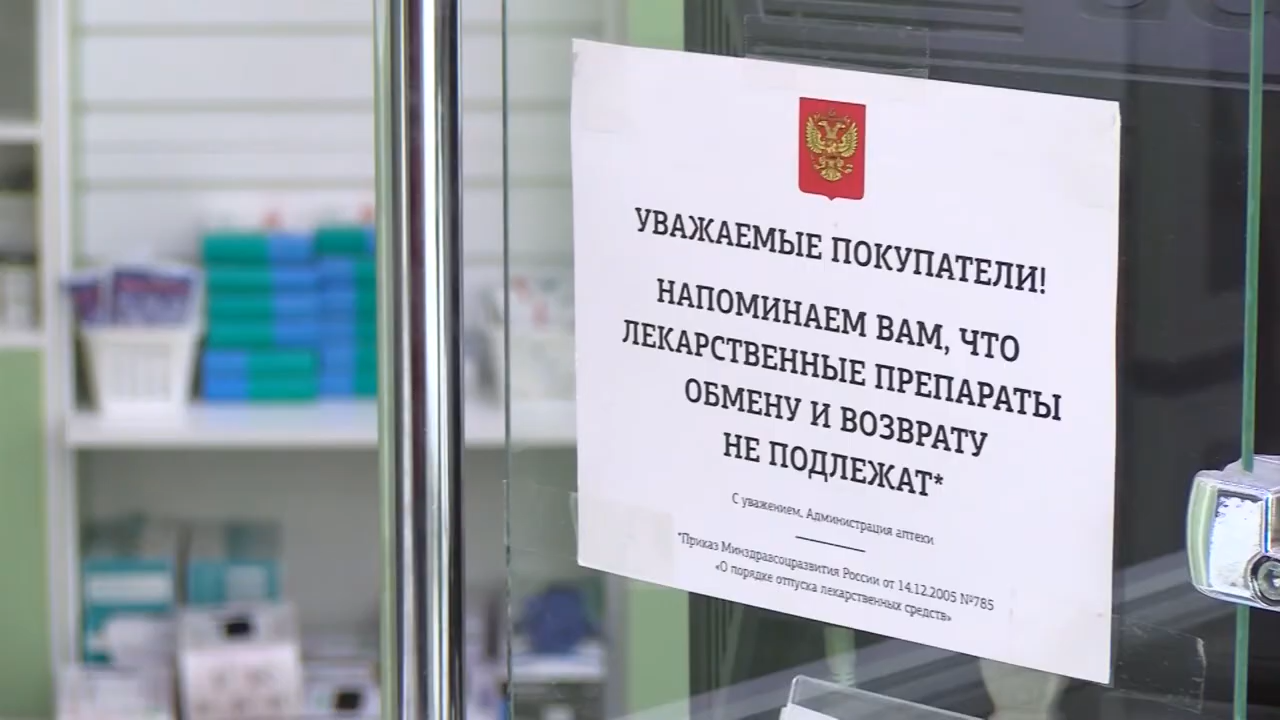 УВАЖАЕМЫЕ ПОКУПАТЕЛИ!
НАПОМИНАЕМ ВАМ, ЧТО
ЛЕКАРСТВЕННЫЕ ПРЕПАРАТЫ
ОБМЕНУ И ВОЗВРАТУ
НЕ ПОДЛЕЖАТ*
С уважением, Администрация аптеки
*Приказ Минздравсоцразвития России от 14.12.2005 №785
«О порядке отпуска лекарственных средств»